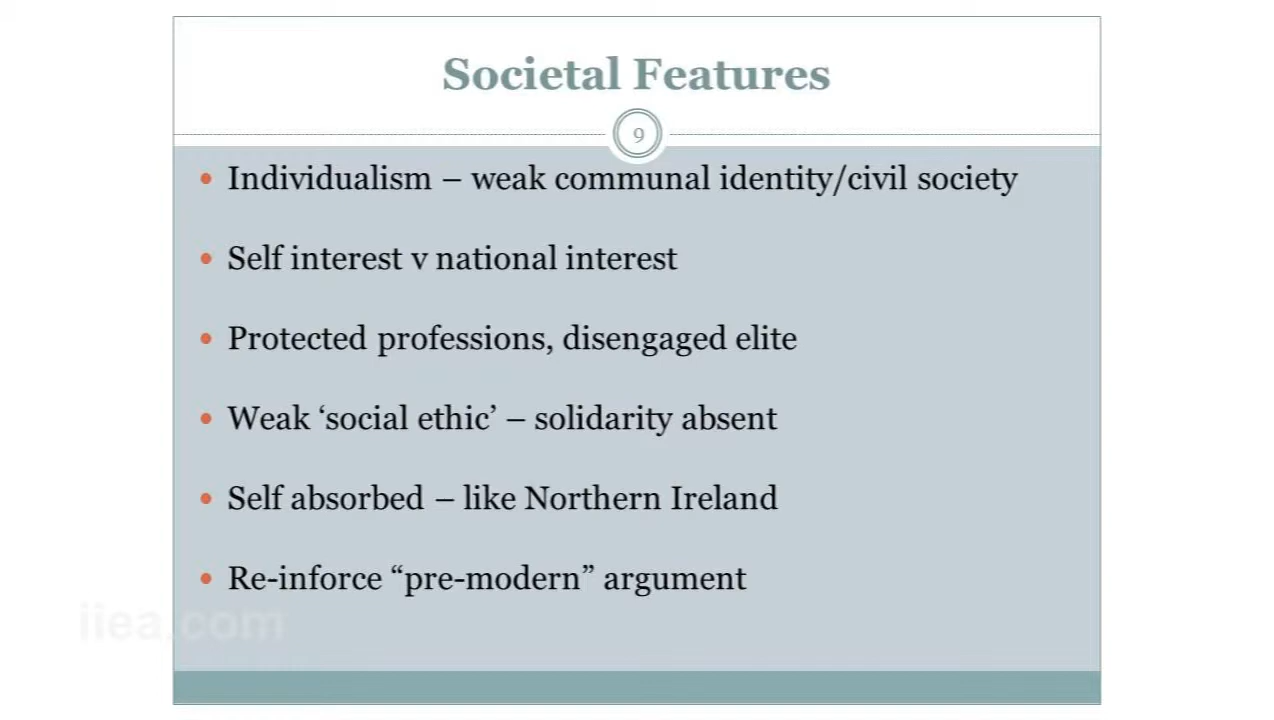 Societal Features
9
• Individualism – weak communal identity/civil society
• Self interest v national interest
• Protected professions, disengaged elite
• Weak ‘social ethic’ – solidarity absent
• Self absorbed – like Northern Ireland
• Re-inforce “pre-modern” argument
iiea.com